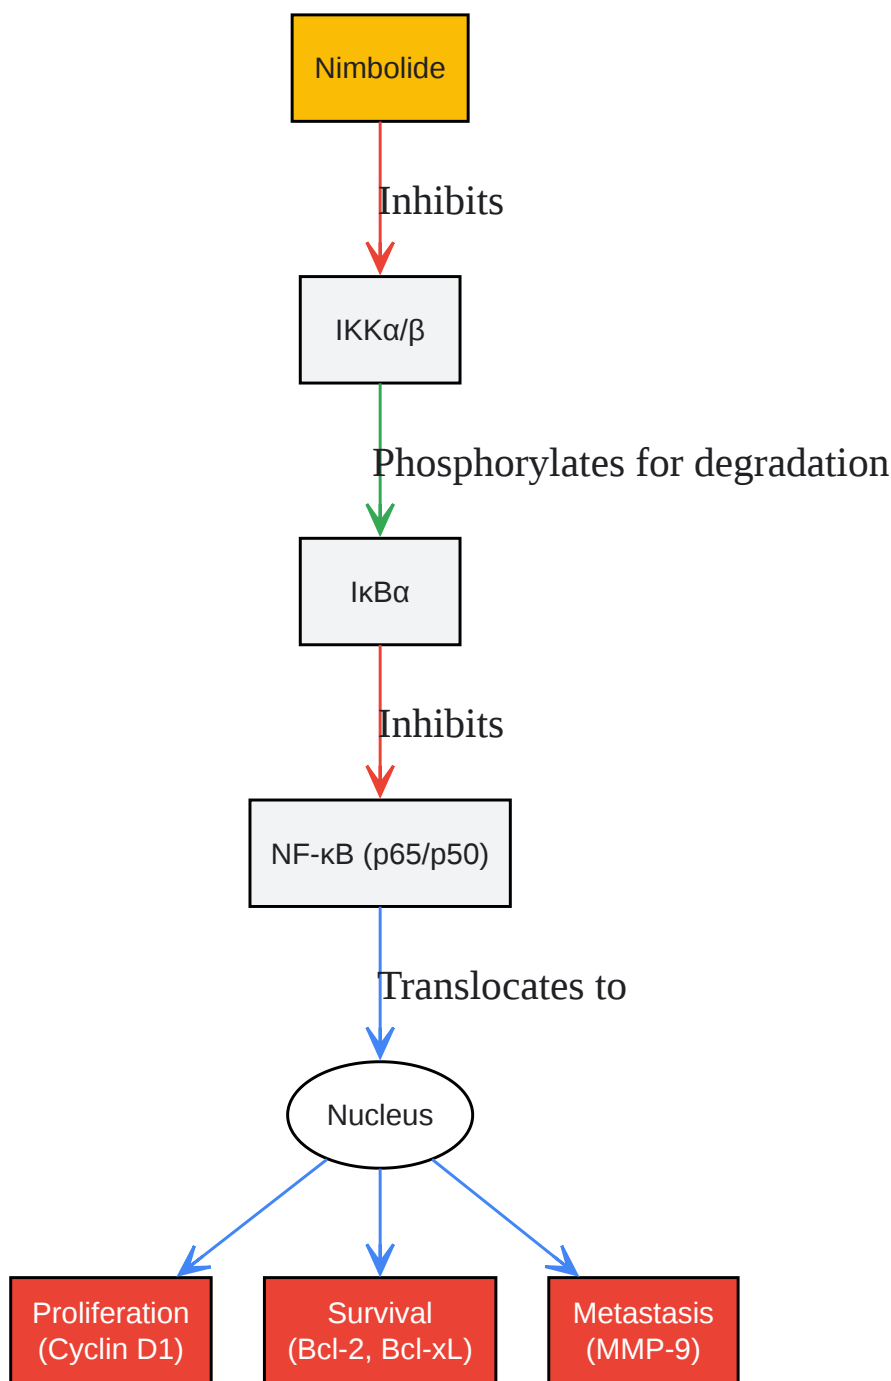 Nimbolide
Inhibits
IKKα/β
Phosphorylates for degradation
IκBα
Inhibits
NF-κB (p65/p50)
Translocates to
Nucleus
Proliferation
(Cyclin D1)
Survival
(Bcl-2, Bcl-xL)
Metastasis
(MMP-9)